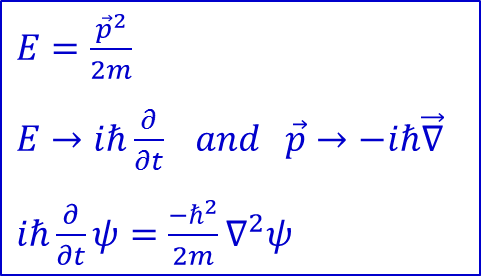 E = p⃗²/2m
E → iℏ ∂/∂t and p⃗ → −iℏ∇⃗
iℏ ∂/∂t ψ = −ℏ²/2m ∇²ψ